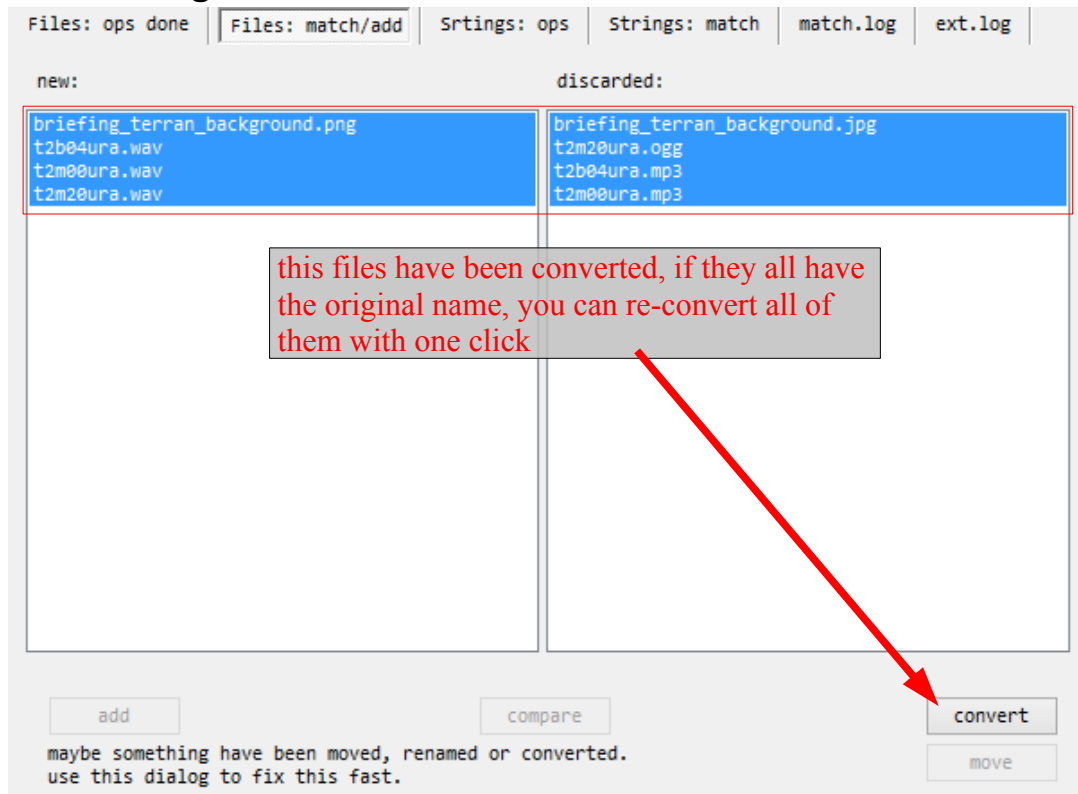 Files: ops done
Files: match/add
Srtings: ops
Strings: match
match.log
ext.log
new:
discarded:
briefing_terran_background.png
t2b04ura.wav
t2m00ura.wav
t2m20ura.wav
briefing_terran_background.jpg
t2m20ura.ogg
t2b04ura.mp3
t2m00ura.mp3
this files have been converted, if they all have
the original name, you can re-convert all of
them with one click
add
compare
convert
maybe something have been moved, renamed or converted.
use this dialog to fix this fast.
move